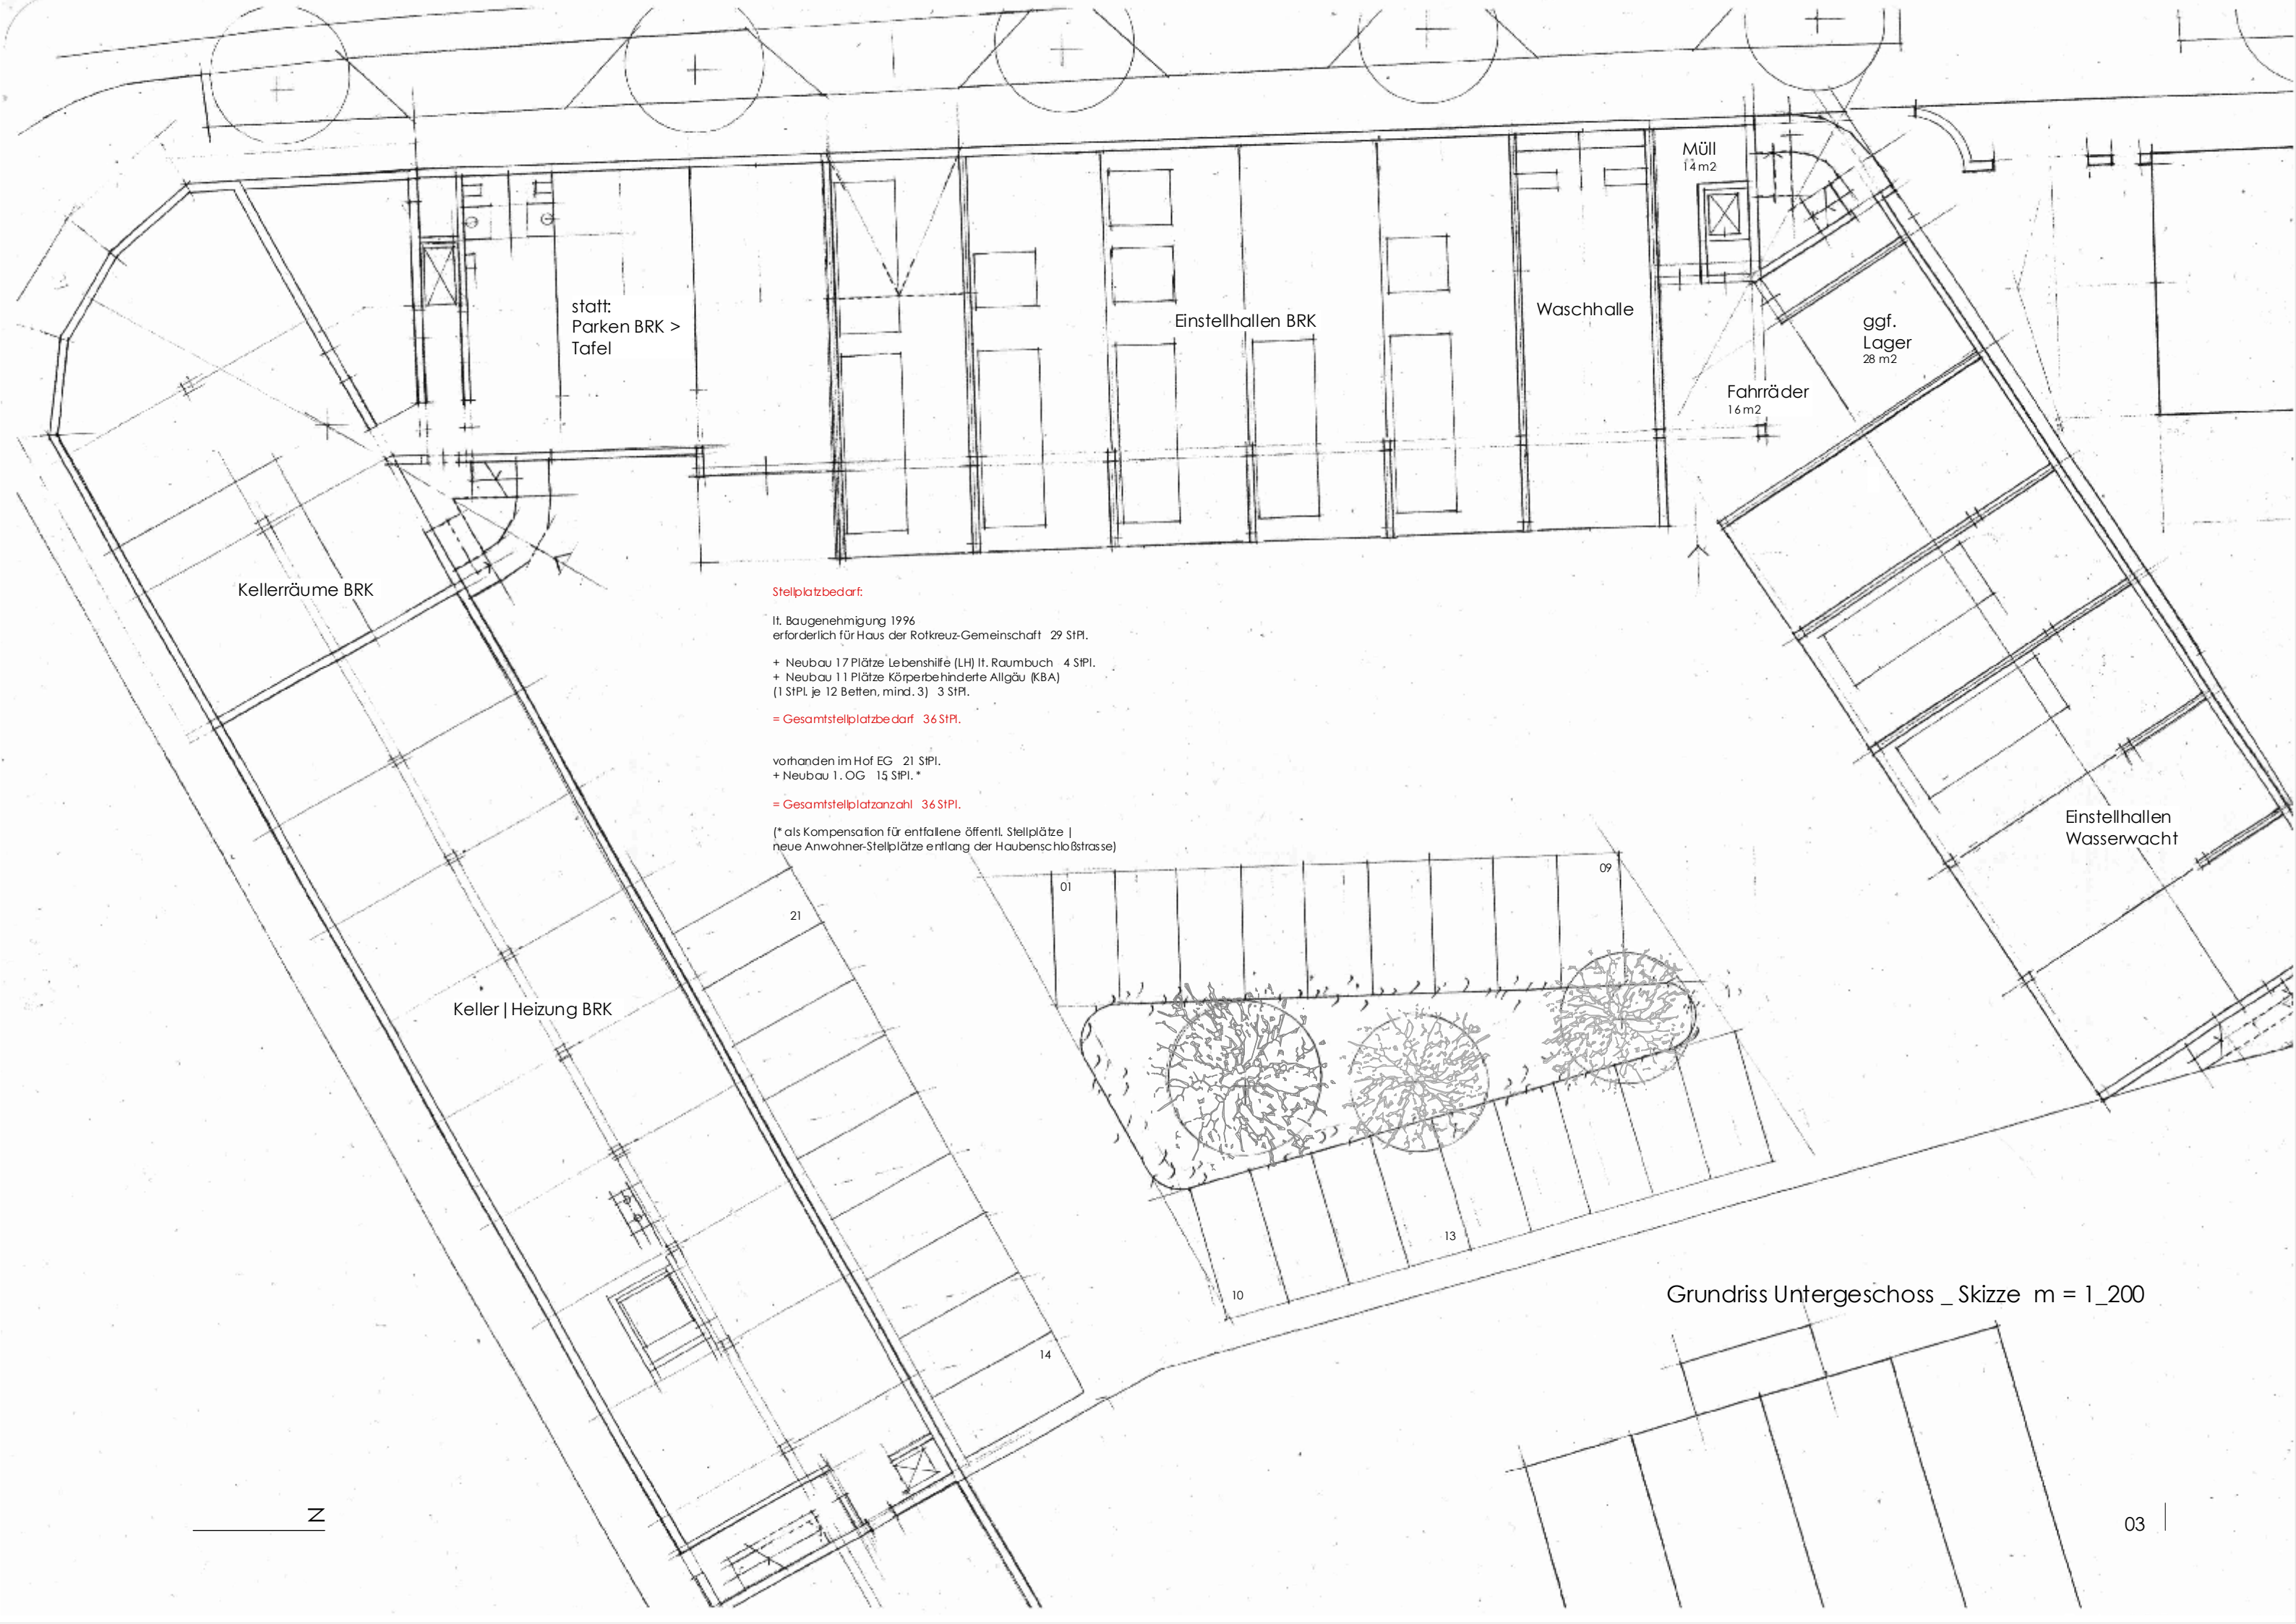 Müll
14 m2
statt:
Parken BRK >
Tafel
Einstellhallen BRK
Waschhalle
ggf.
Lager
28 m2
Fahrräder
16 m2
Kellerräume BRK
Stellplatzbedarf:
lt. Baugenehmigung 1996
erforderlich für Haus der Rotkreuz-Gemeinschaft 29 StPl.
+ Neubau 17 Plätze Lebenshilfe (LH) lt. Raumbuch 4 StPl.
+ Neubau 11 Plätze Körperbehinderte Allgäu (KBA)
(1 StPl. je 12 Betten, mind. 3) 3 StPl.
= Gesamtstellplatzbedarf 36 StPl.
vorhanden im Hof EG 21 StPl.
+ Neubau 1. OG 15 StPl. *
= Gesamtstellplatzanzahl 36 StPl.
(* als Kompensation für entfallene öffentl. Stellplätze |
neue Anwohner-Stellplätze entlang der Haubenschloßstrasse)
Einstellhallen
Wasserwacht
01
09
21
Keller | Heizung BRK
13
10
14
Grundriss Untergeschoss _ Skizze m = 1_200
N
03